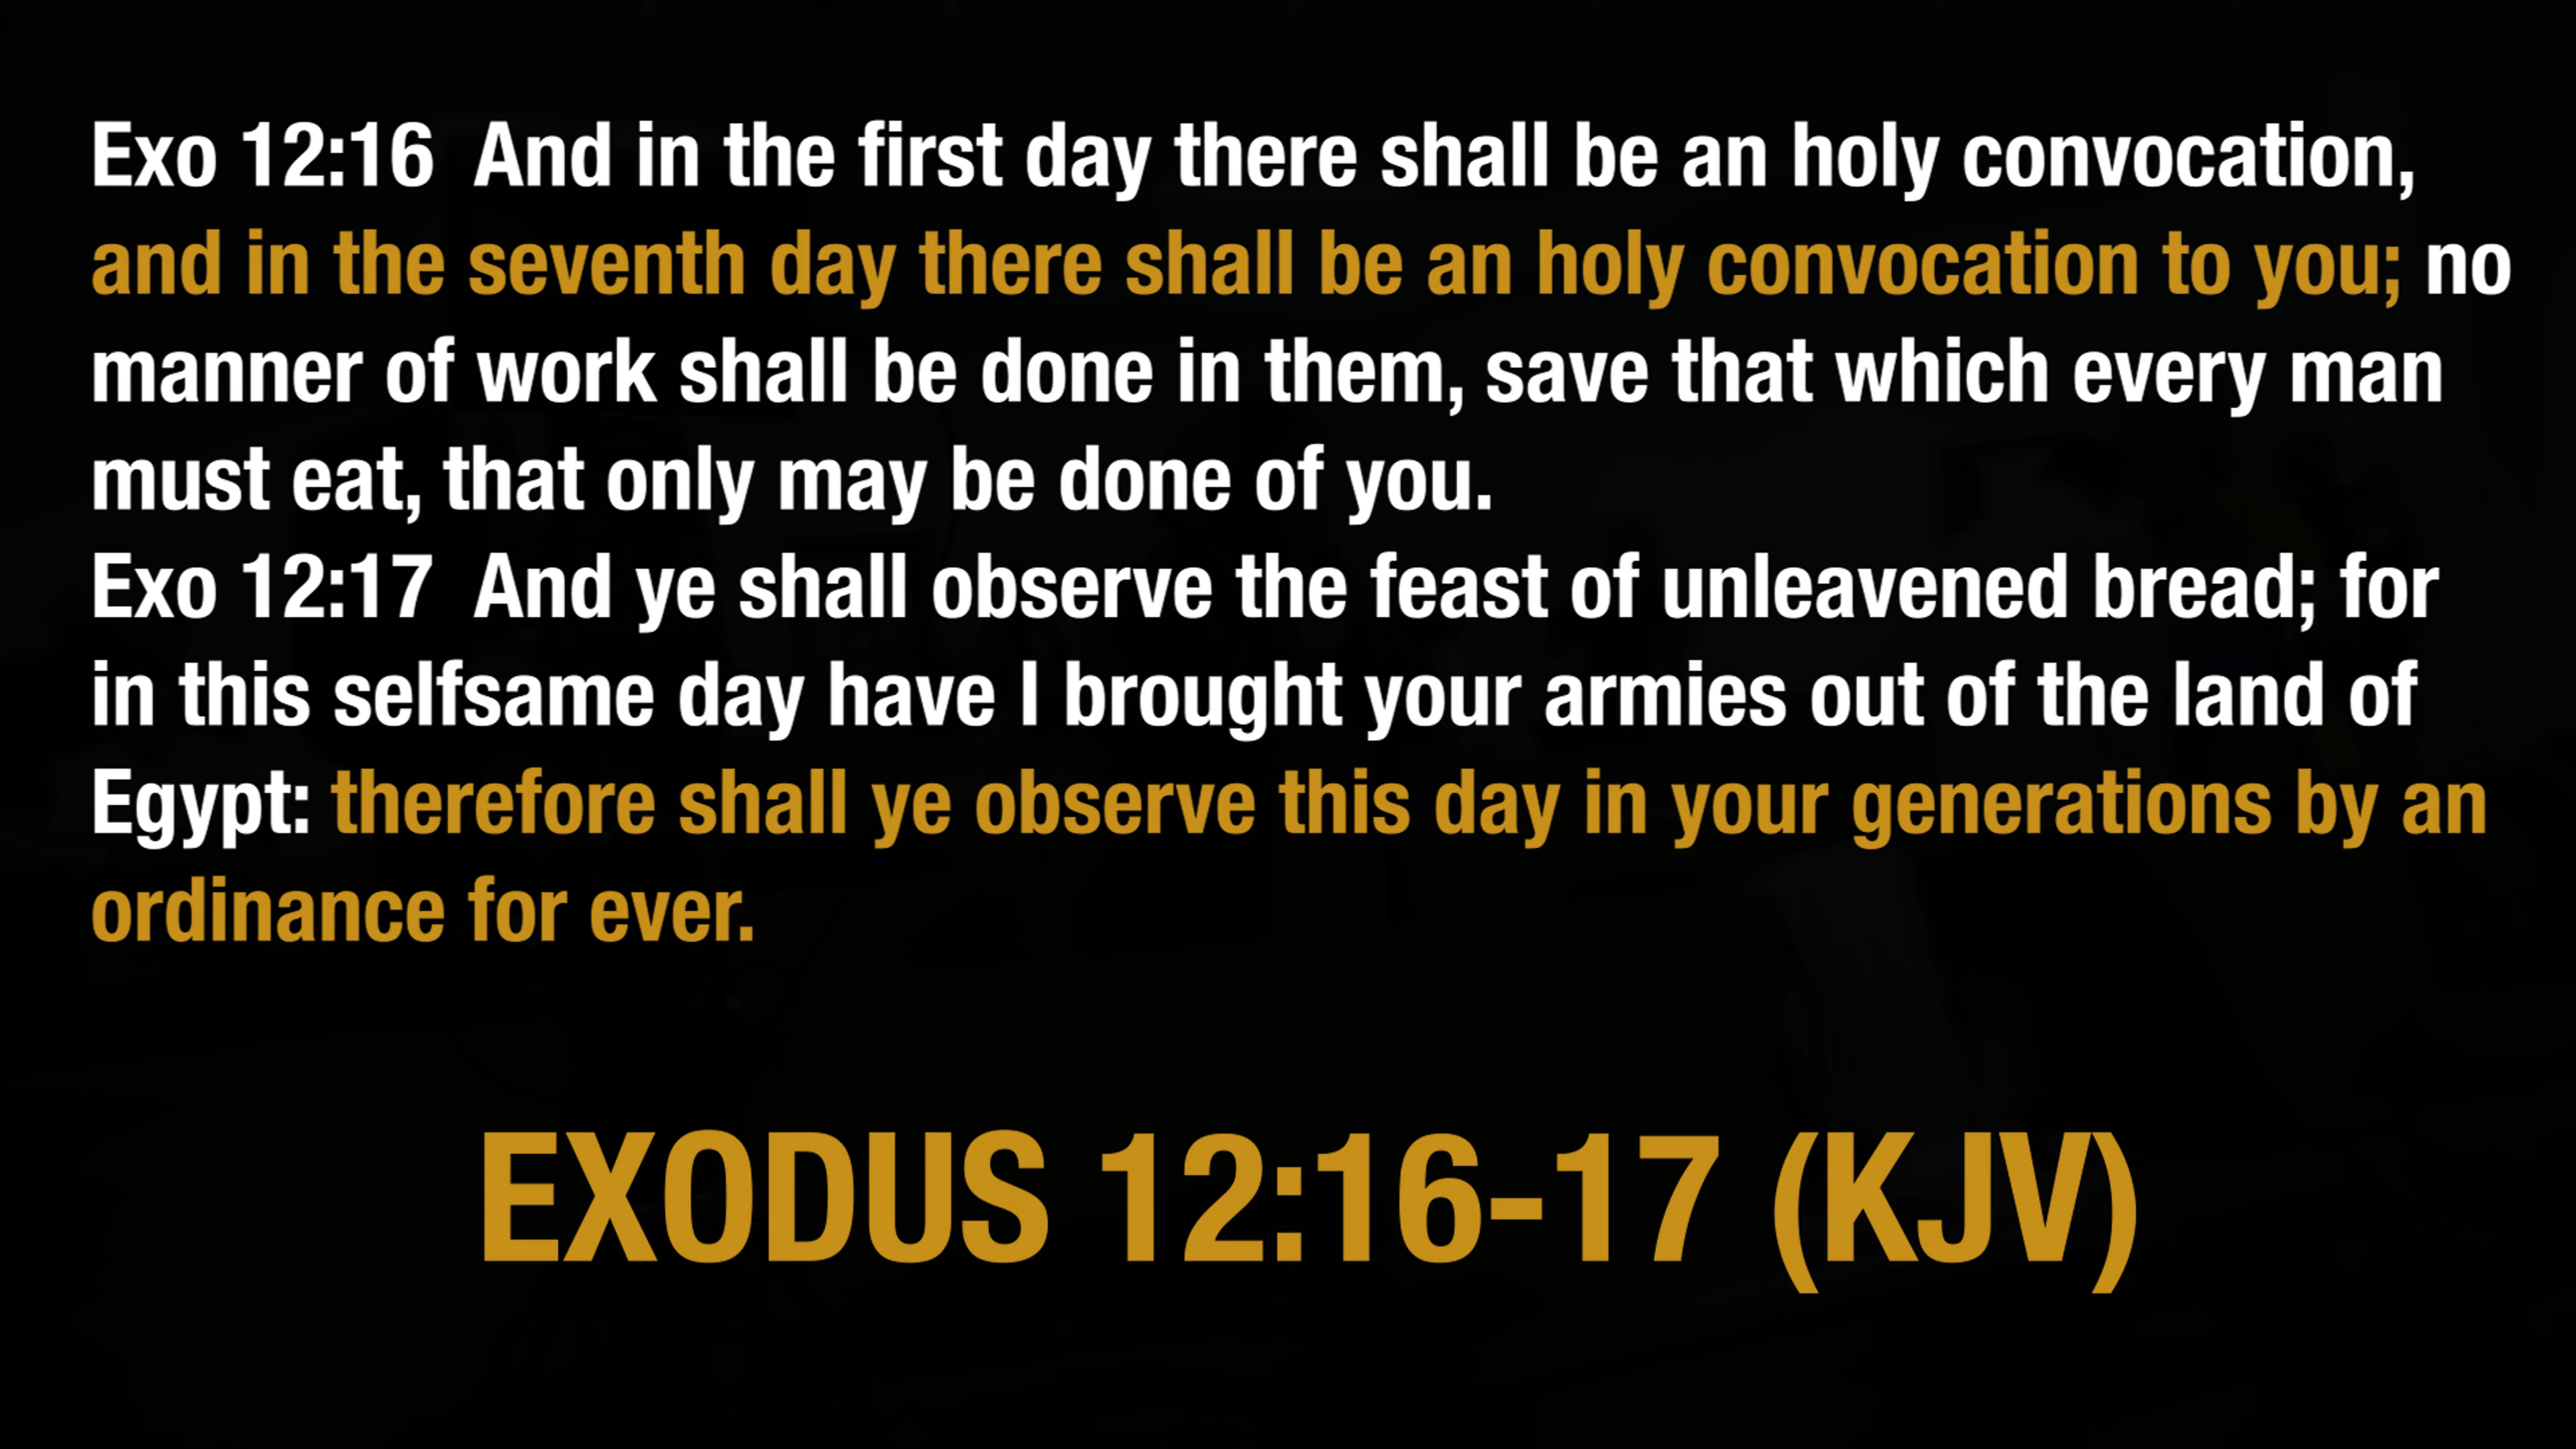 Exo 12:16  And in the first day there shall be an holy convocation,
and in the seventh day there shall be an holy convocation to you; no
manner of work shall be done in them, save that which every man
must eat, that only may be done of you.
Exo 12:17  And ye shall observe the feast of unleavened bread; for
in this selfsame day have I brought your armies out of the land of
Egypt: therefore shall ye observe this day in your generations by an
ordinance for ever.
EXODUS 12:16-17 (KJV)